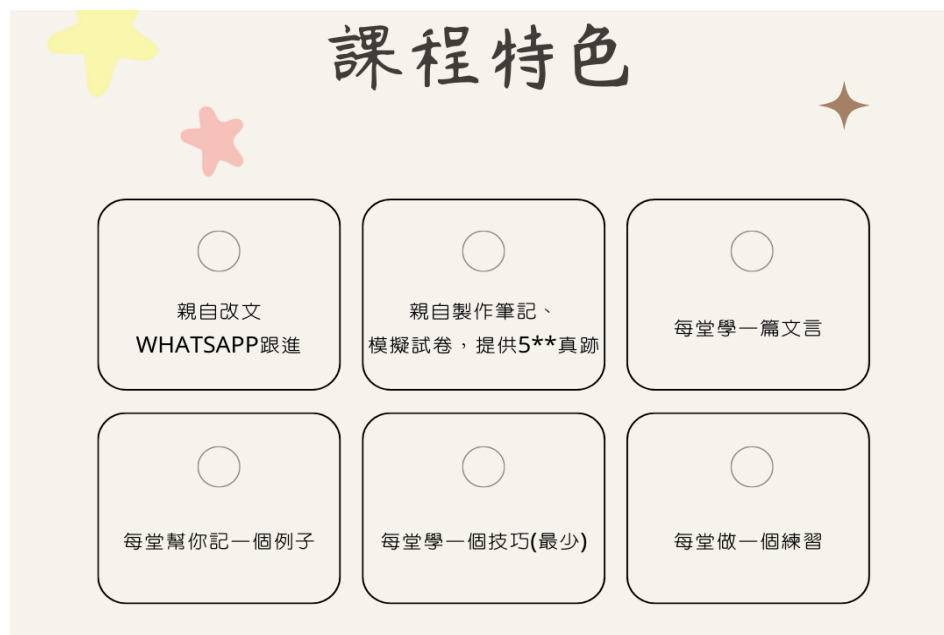 課程特色
親自改文
WHATSAPP跟進
親自製作筆記、
模擬試卷，提供5**真跡
每堂學一篇文言
每堂幫你記一個例子
每堂學一個技巧(最少)
每堂做一個練習